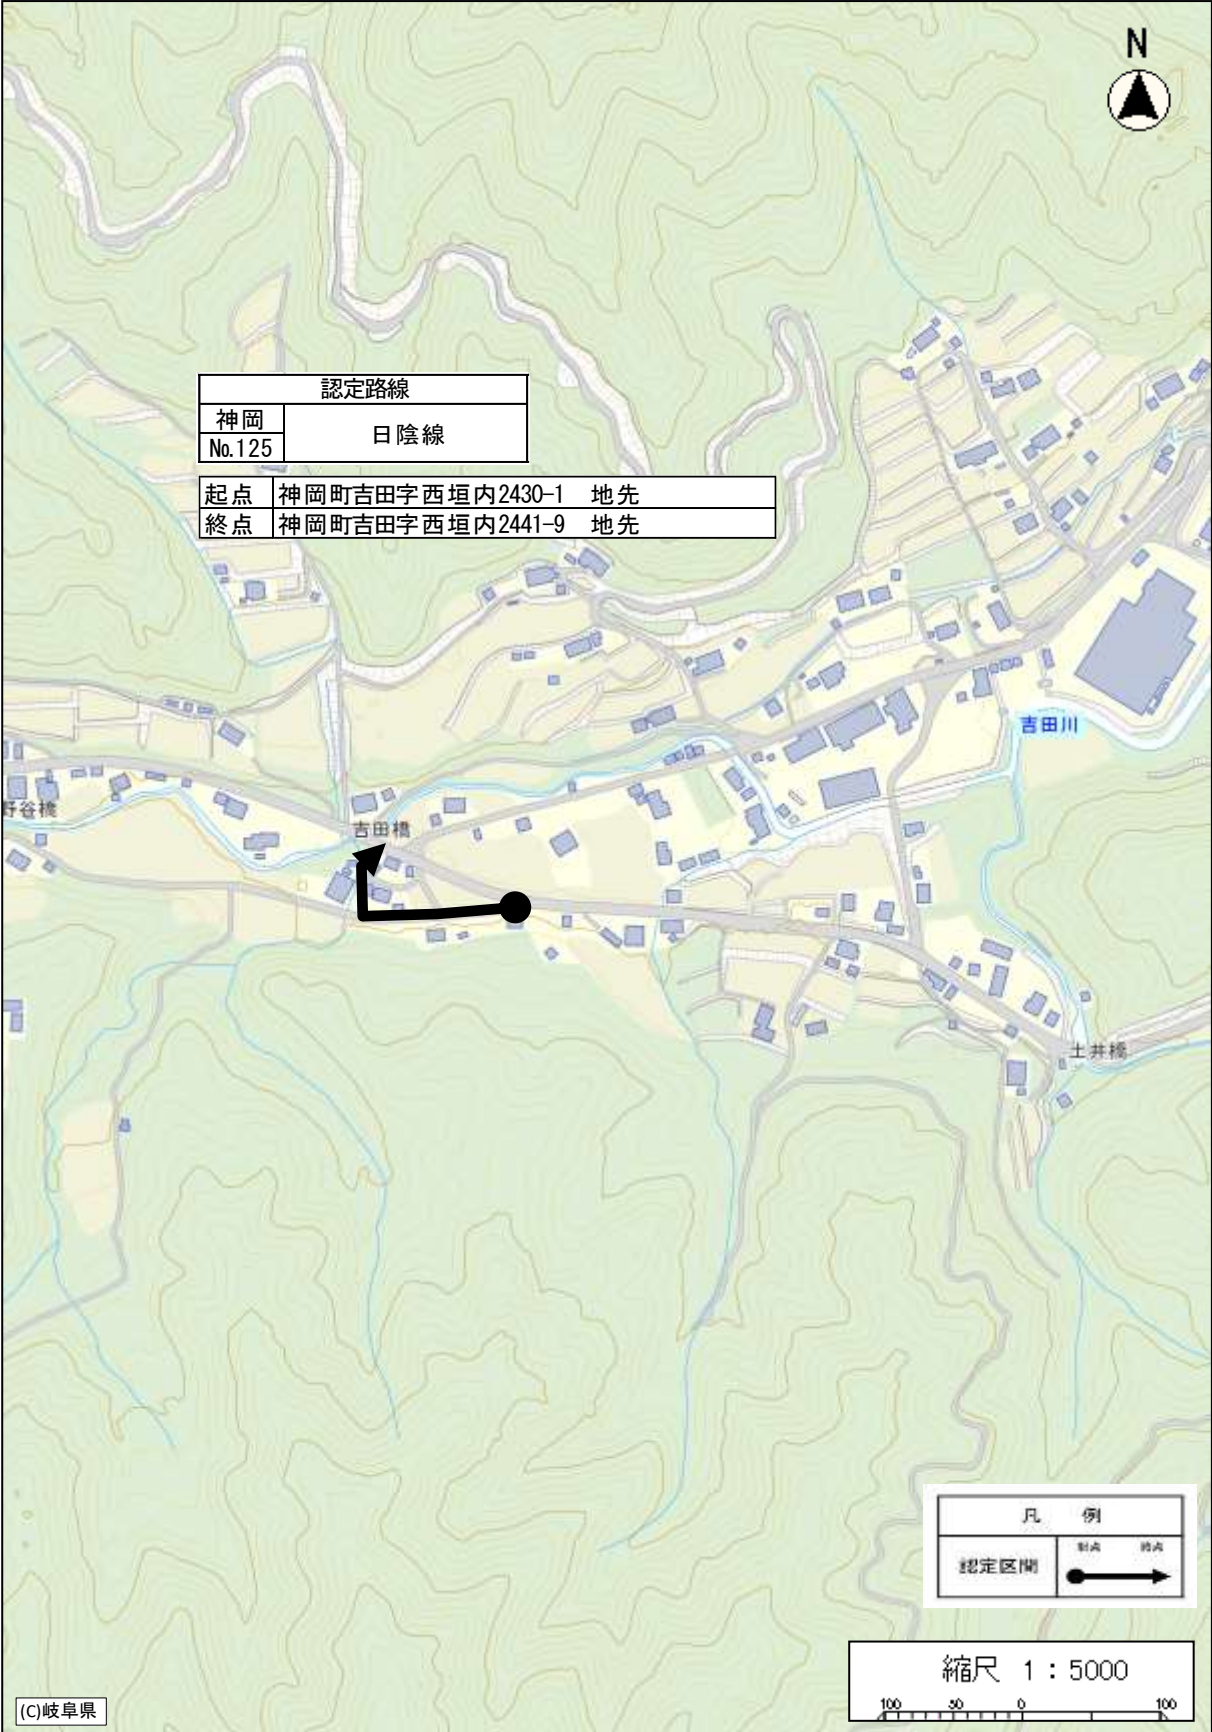 N
認定路線
神岡
No.125
日陰線
起点 神岡町吉田字西垣内2430-1 地先
終点 神岡町吉田字西垣内2441-9 地先
吉田川
野谷橋
吉田橋
土井橋
凡 例
起点 終点
認定区間
縮尺 1：5000
100 50 0 100
(C)岐阜県